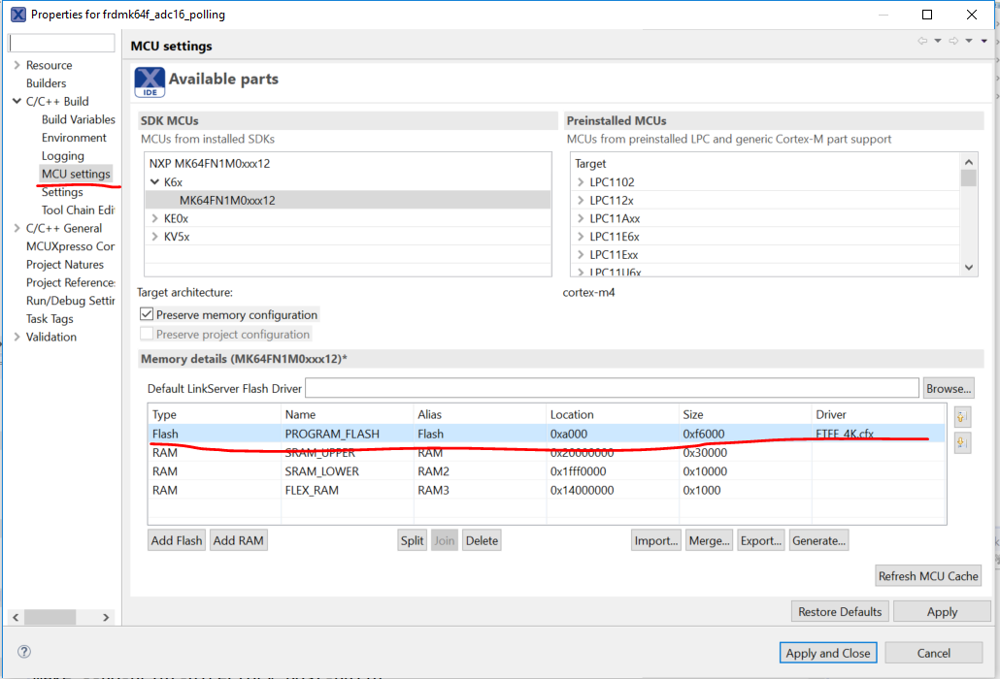 Properties for frdmk64f_adc16_polling
Resource
Builders
C/C++ Build
Build Variables
Environment
Logging
MCU settings
Settings
Tool Chain Edi
C/C++ General
MCUXpresso Cor
Project Natures
Project References
Run/Debug Settin
Task Tags
Validation
MCU settings
IDE
Available parts
SDK MCUs
MCUs from installed SDKs
NXP MK64FN1M0xxx12
K6x
MK64FN1M0xxx12
KE0x
KV5x
Preinstalled MCUs
MCUs from preinstalled LPC and generic Cortex-M part support
Target
LPC1102
LPC112x
LPC11Axx
LPC11E6x
LPC11Exx
LPC11U6x
Target architecture: cortex-m4
Preserve memory configuration
Preserve project configuration
Memory details (MK64FN1M0xxx12)*
Default LinkServer Flash Driver Browse...
Type Name Alias Location Size Driver
Flash PROGRAM_FLASH Flash 0xa000 0xf6000 FTFE_4K.cfx
RAM SRAM_UPPER RAM 0x20000000 0x30000
RAM SRAM_LOWER RAM2 0x1fff0000 0x10000
RAM FLEX_RAM RAM3 0x14000000 0x1000
Add Flash Add RAM Split Join Delete Import... Merge... Export... Generate...
Refresh MCU Cache
Restore Defaults Apply
Apply and Close Cancel